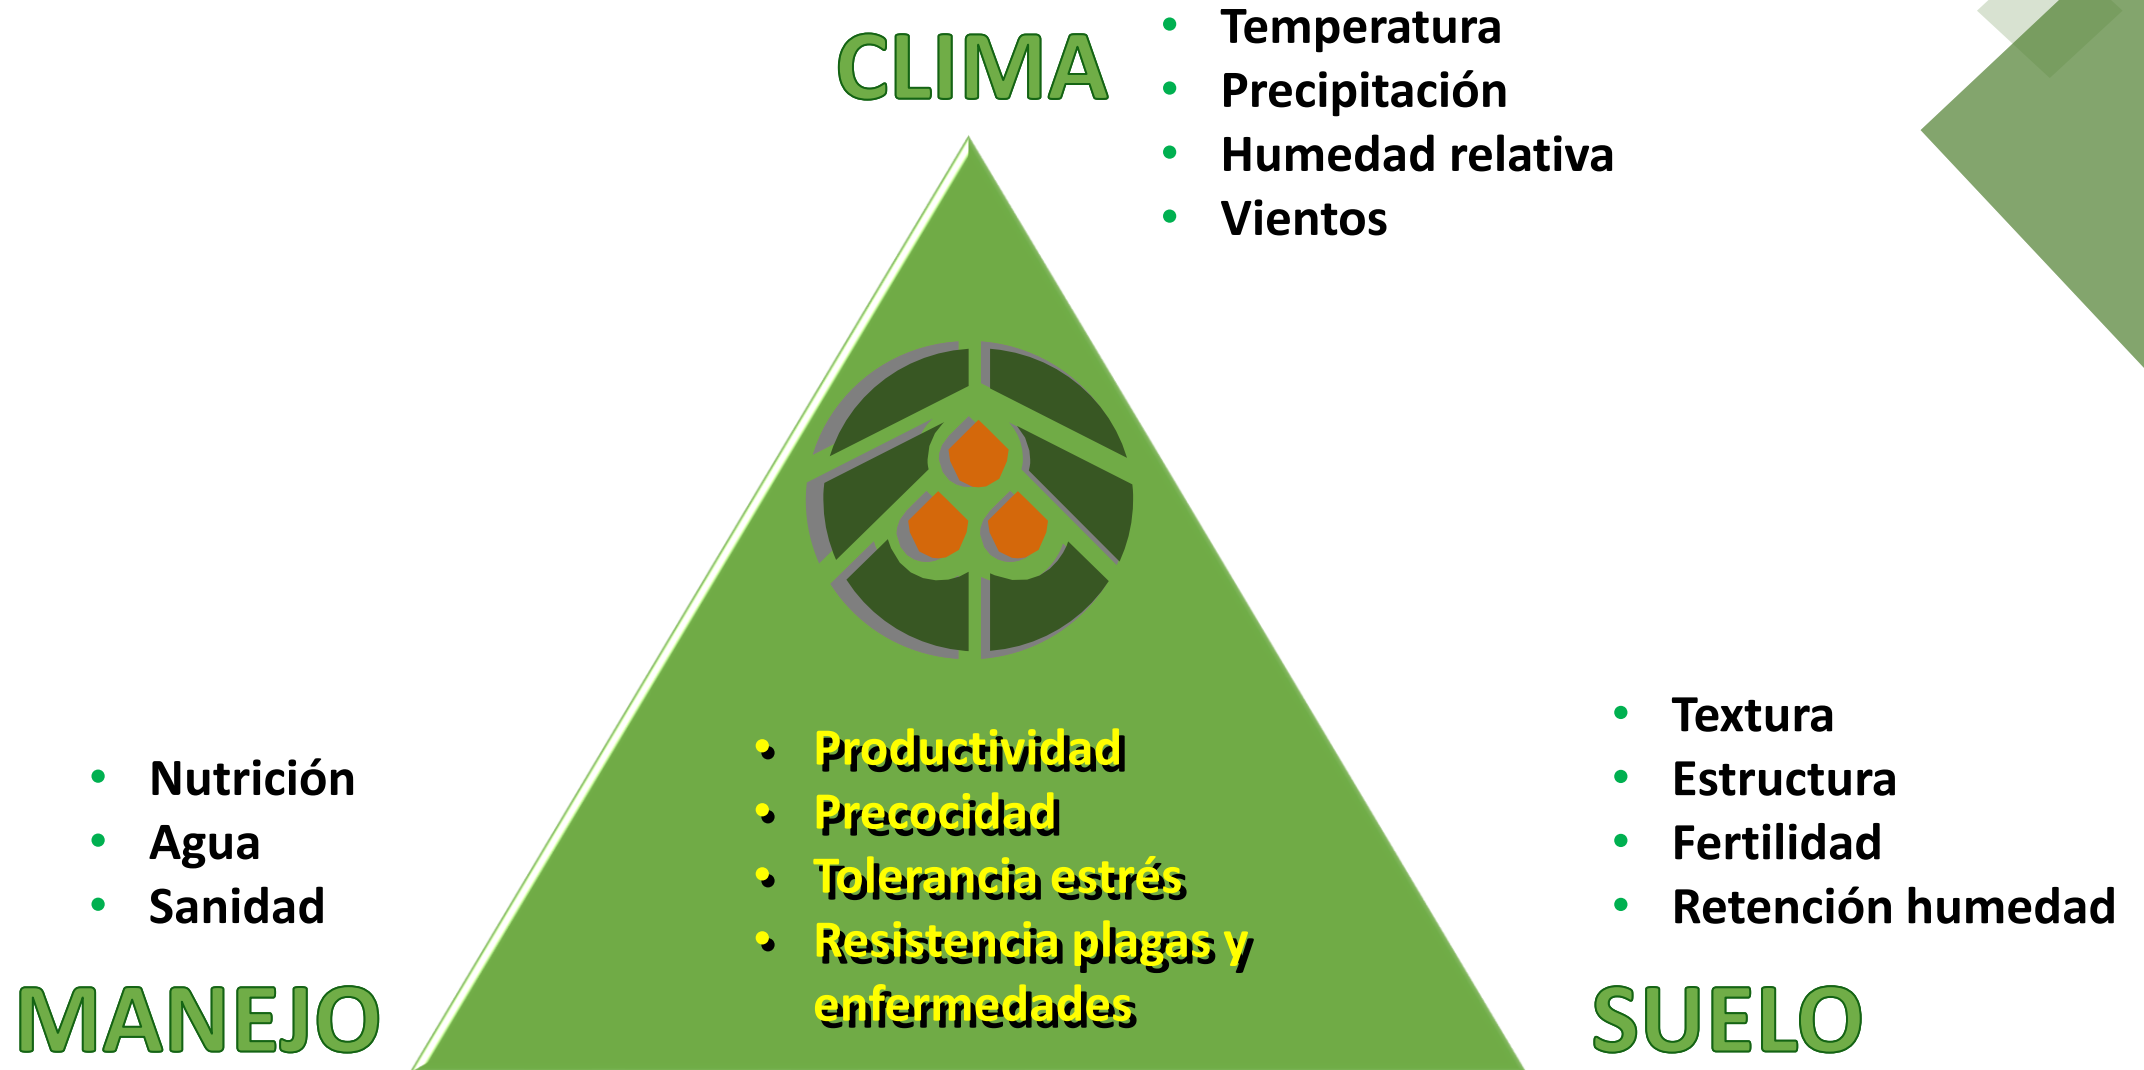 CLIMA
• Temperatura
• Precipitación
• Humedad relativa
• Vientos
• Productividad
• Precocidad
• Tolerancia estrés
• Resistencia plagas y
enfermedades
• Nutrición
• Agua
• Sanidad
MANEJO
• Textura
• Estructura
• Fertilidad
• Retención humedad
SUELO